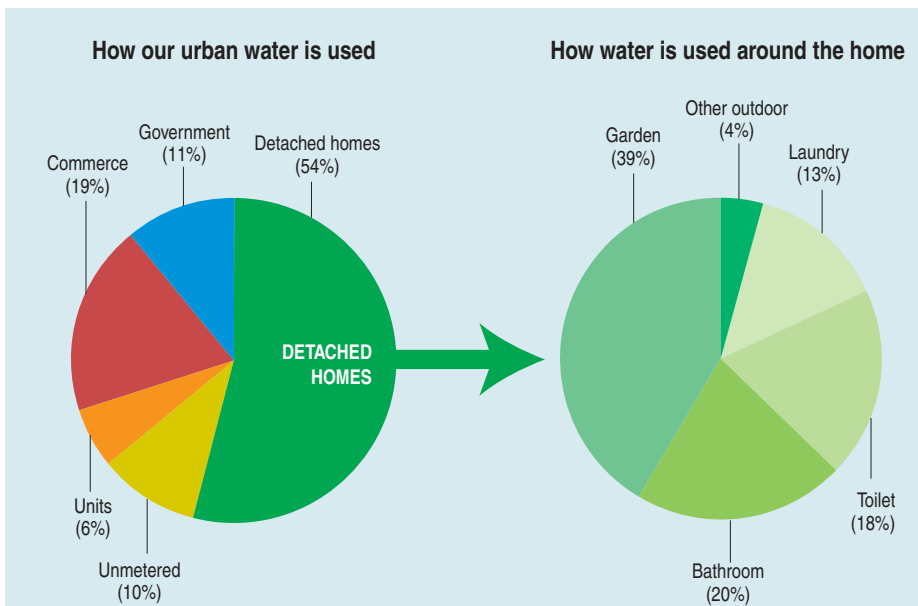 How our urban water is used
Government
(11%)
Detached homes
(54%)
Commerce
(19%)
DETACHED
HOMES
Units
(6%)
Unmetered
(10%)
How water is used around the home
Other outdoor
(4%)
Garden
(39%)
Laundry
(13%)
Toilet
(18%)
Bathroom
(20%)